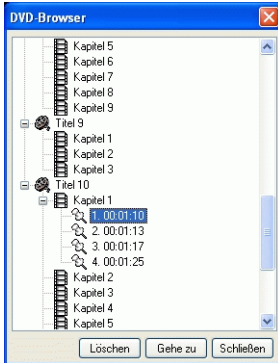 DVD-Browser
Kapitel 5
Kapitel 6
Kapitel 7
Kapitel 8
Kapitel 9
Titel 9
Kapitel 1
Kapitel 2
Kapitel 3
Titel 10
Kapitel 1
1. 00:01:10
2. 00:01:13
3. 00:01:17
4. 00:01:25
Kapitel 2
Kapitel 3
Kapitel 4
Kapitel 5
Löschen Gehe zu Schließen